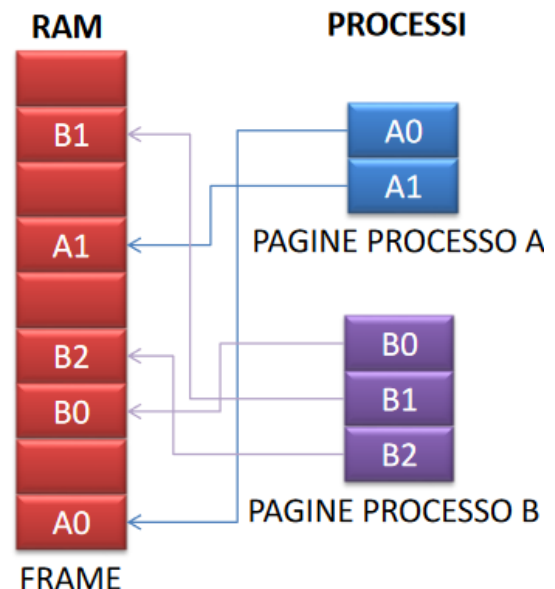 RAM
B1
A1
B2
B0
A0
FRAME
PROCESSI
A0
A1
PAGINE PROCESSO A
B0
B1
B2
PAGINE PROCESSO B